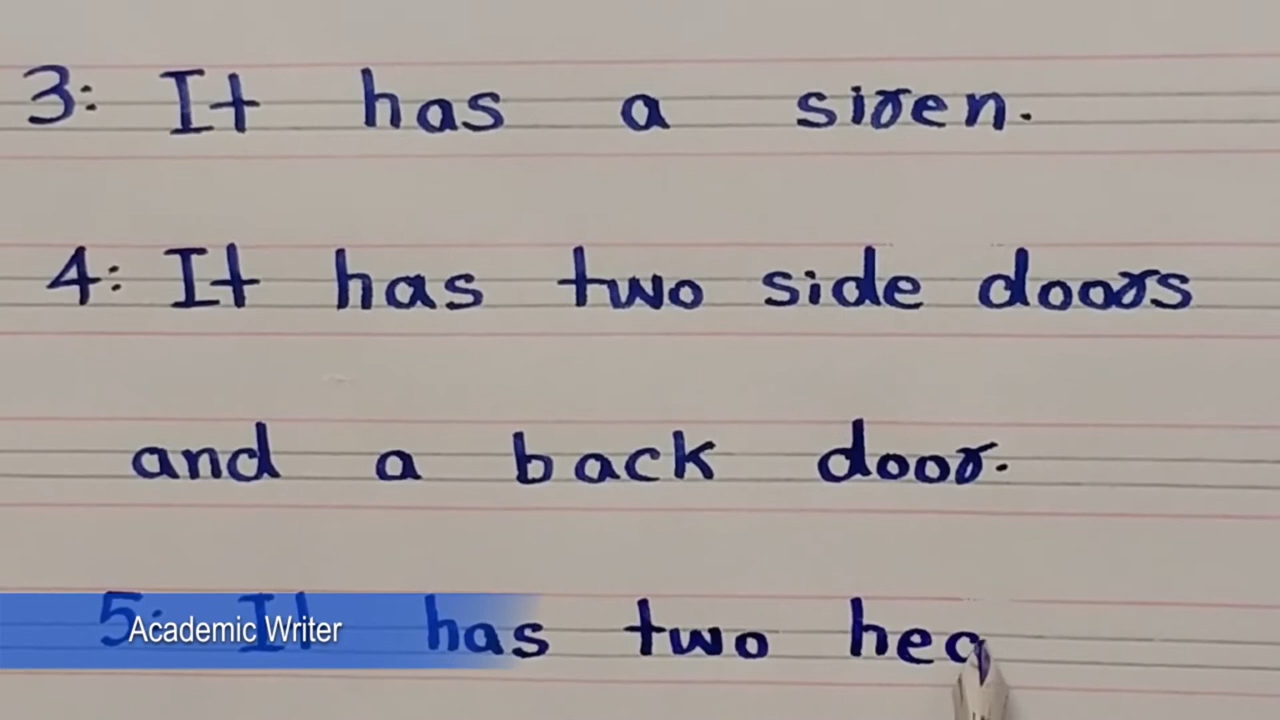 3: It has a siren.
4: It has two side doors
and a back door.
5: It has two hea
Academic Writer